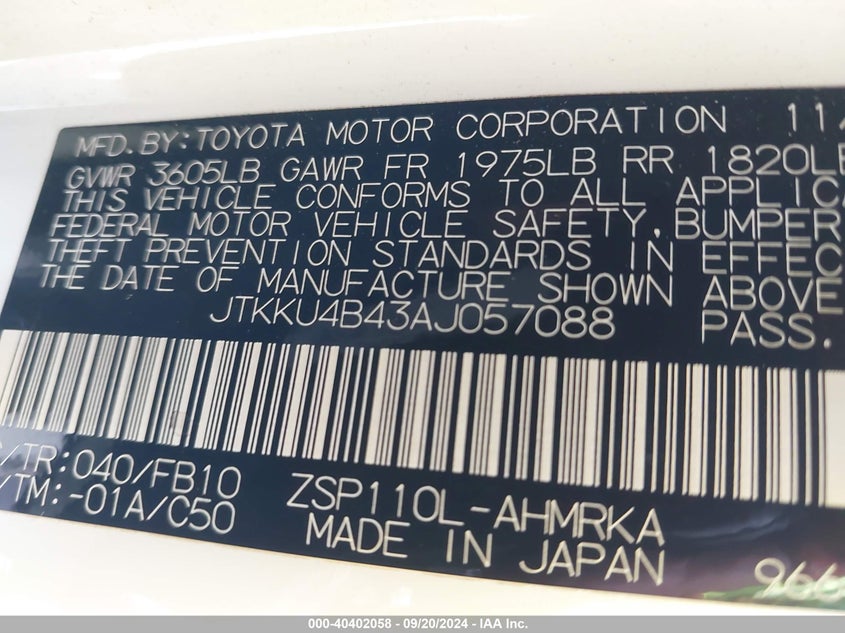 MFD.BY:TOYOTA MOTOR CORPORATION 11/
GVWR 3605LB GAWR FR 1975LB RR 1820LB
THIS VEHICLE CONFORMS TO ALL APPLICA
FEDERAL MOTOR VEHICLE SAFETY,BUMPER
THEFT PREVENTION STANDARDS IN EFFEC
THE DATE OF MANUFACTURE SHOWN ABOVE
JTKKU4B43AJ057088 PASS.
/TR:040/FB10 ZSP110L-AHMRKA
/TM:-01A/C50 MADE IN JAPAN 966
000-40402058 - 09/20/2024 - IAA Inc.